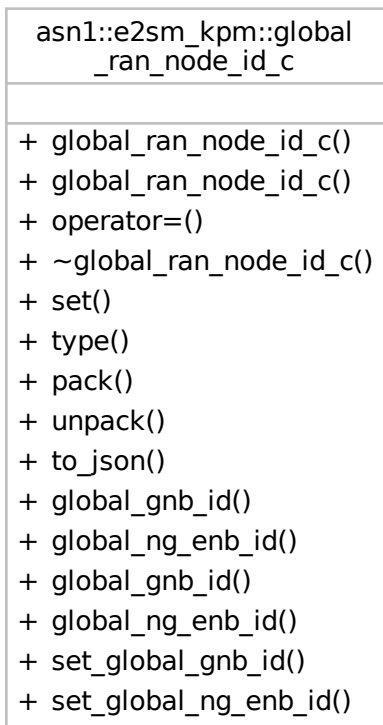 asn1::e2sm_kpm::global
_ran_node_id_c
+ global_ran_node_id_c()
+ global_ran_node_id_c()
+ operator=()
+ ~global_ran_node_id_c()
+ set()
+ type()
+ pack()
+ unpack()
+ to_json()
+ global_gnb_id()
+ global_ng_enb_id()
+ global_gnb_id()
+ global_ng_enb_id()
+ set_global_gnb_id()
+ set_global_ng_enb_id()